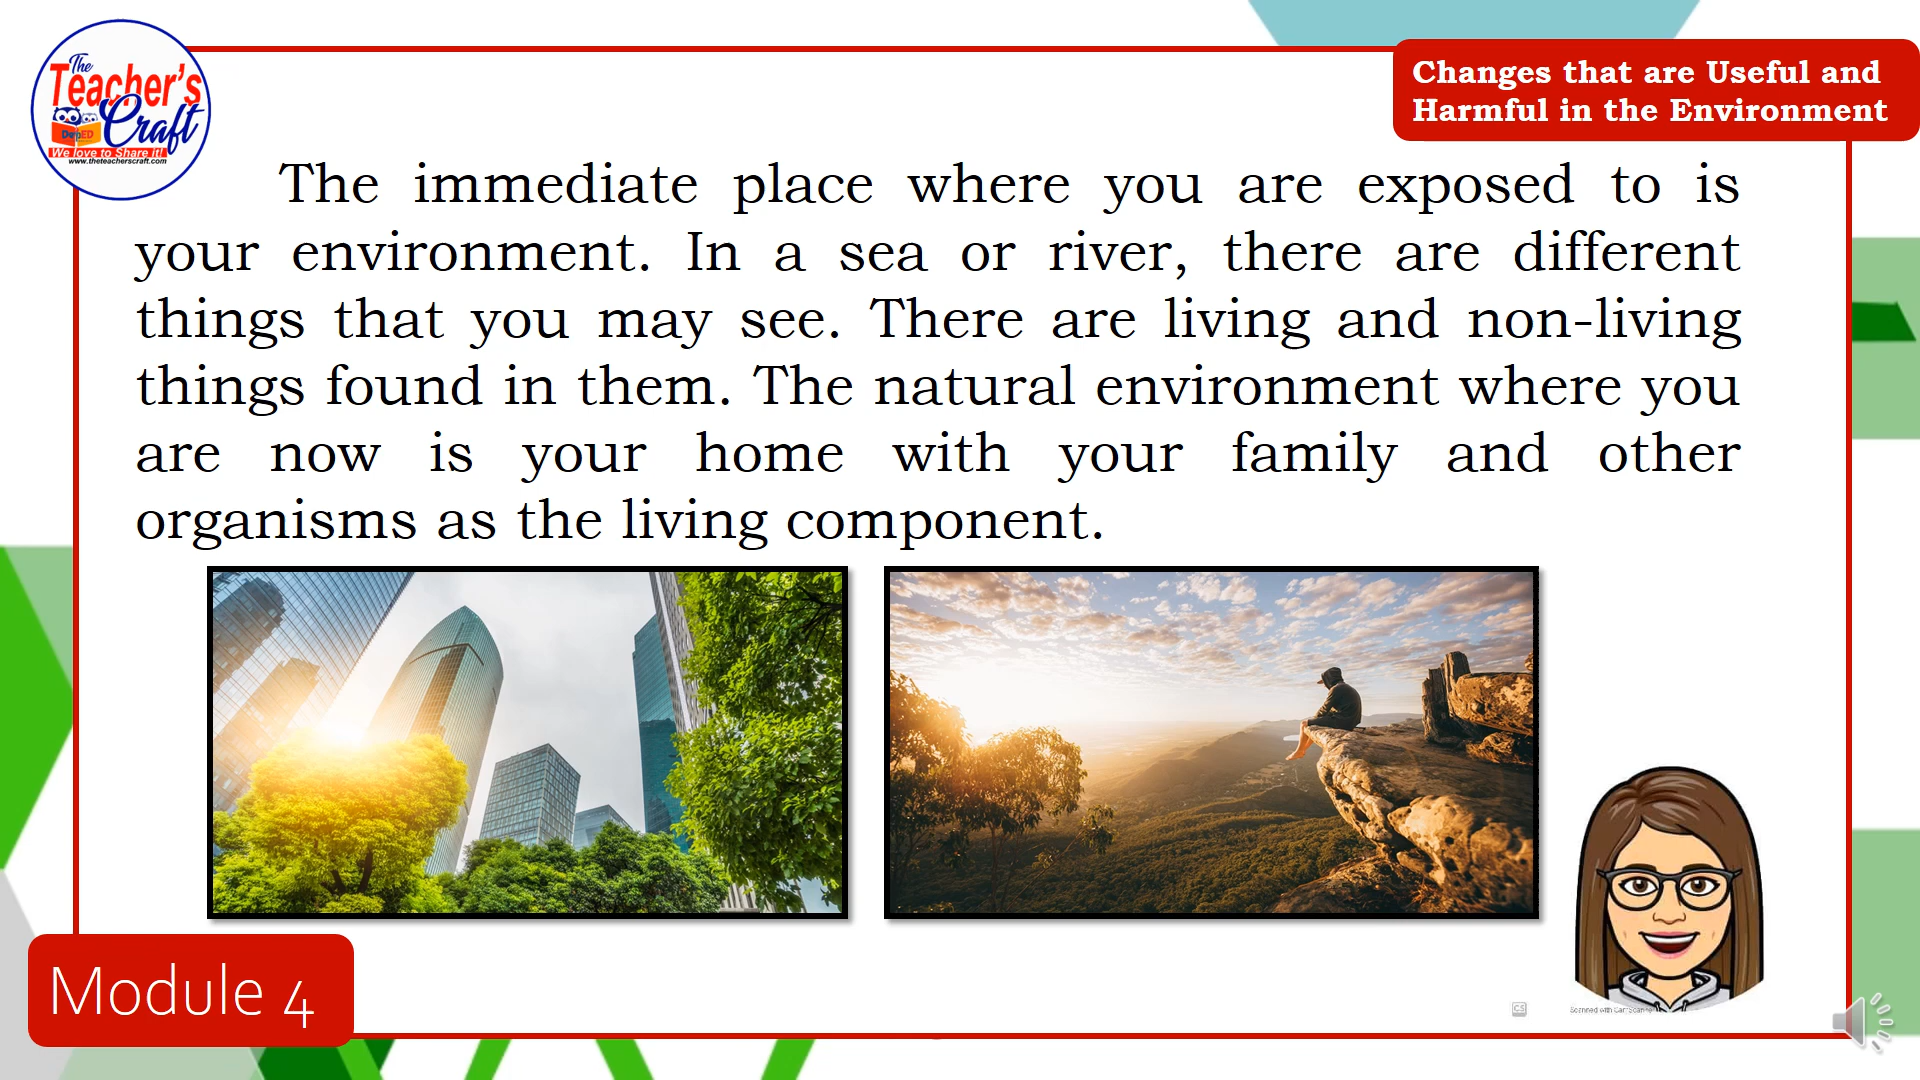 The
Teacher's
Craft
DepED
We love to Share it!
www.theteacherscraft.com
Changes that are Useful and
Harmful in the Environment
The immediate place where you are exposed to is
your environment. In a sea or river, there are different
things that you may see. There are living and non-living
things found in them. The natural environment where you
are now is your home with your family and other
organisms as the living component.
Module 4
CS
Scanned with CamScanner